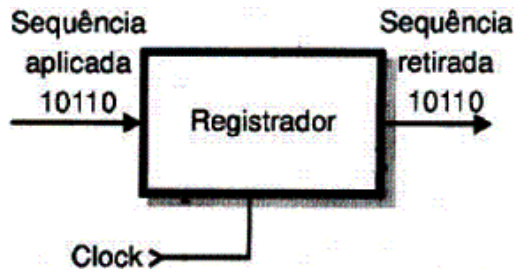 Sequência
aplicada
10110
Registrador
Sequência
retirada
10110
Clock